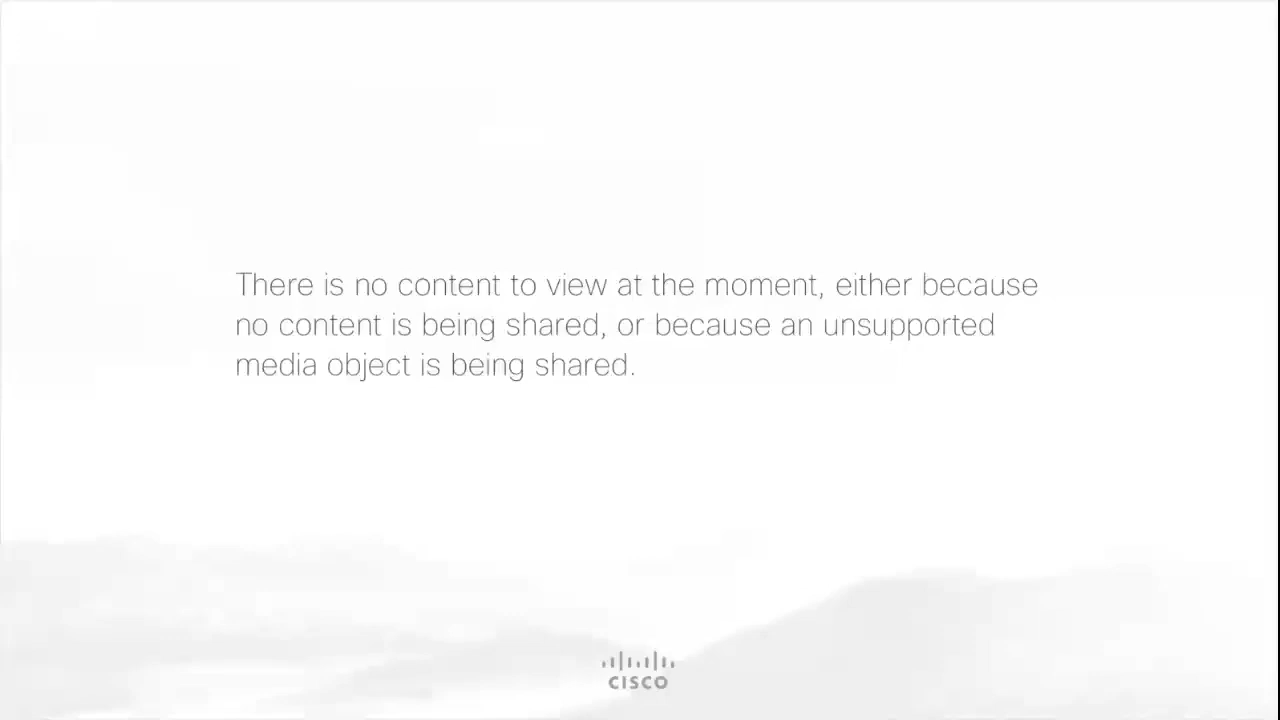 There is no content to view at the moment, either because
no content is being shared, or because an unsupported
media object is being shared.
CISCO